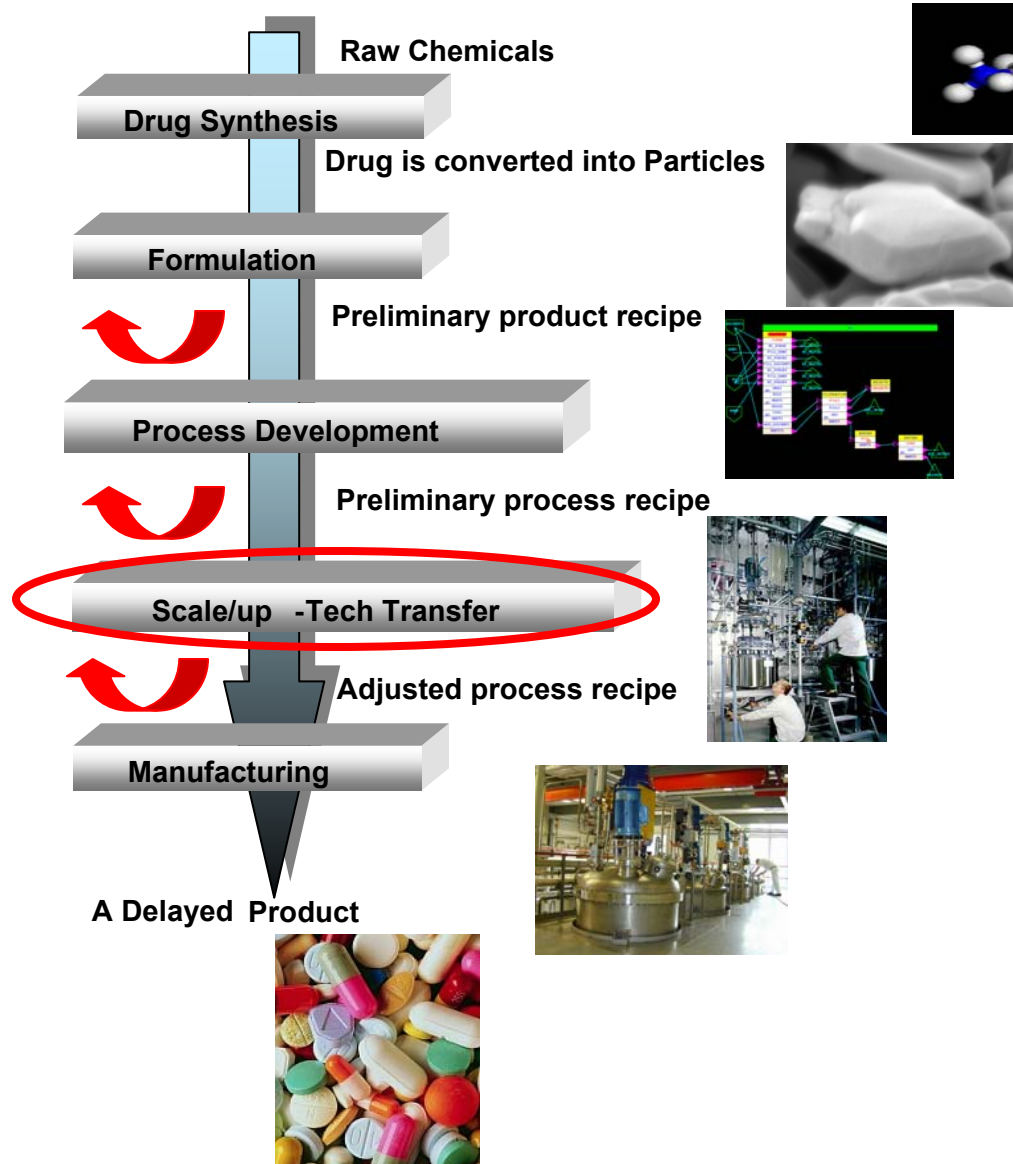 Raw Chemicals
Drug Synthesis
Drug is converted into Particles
Formulation
Preliminary product recipe
Process Development
Preliminary process recipe
Scale/up -Tech Transfer
Adjusted process recipe
Manufacturing
A Delayed Product